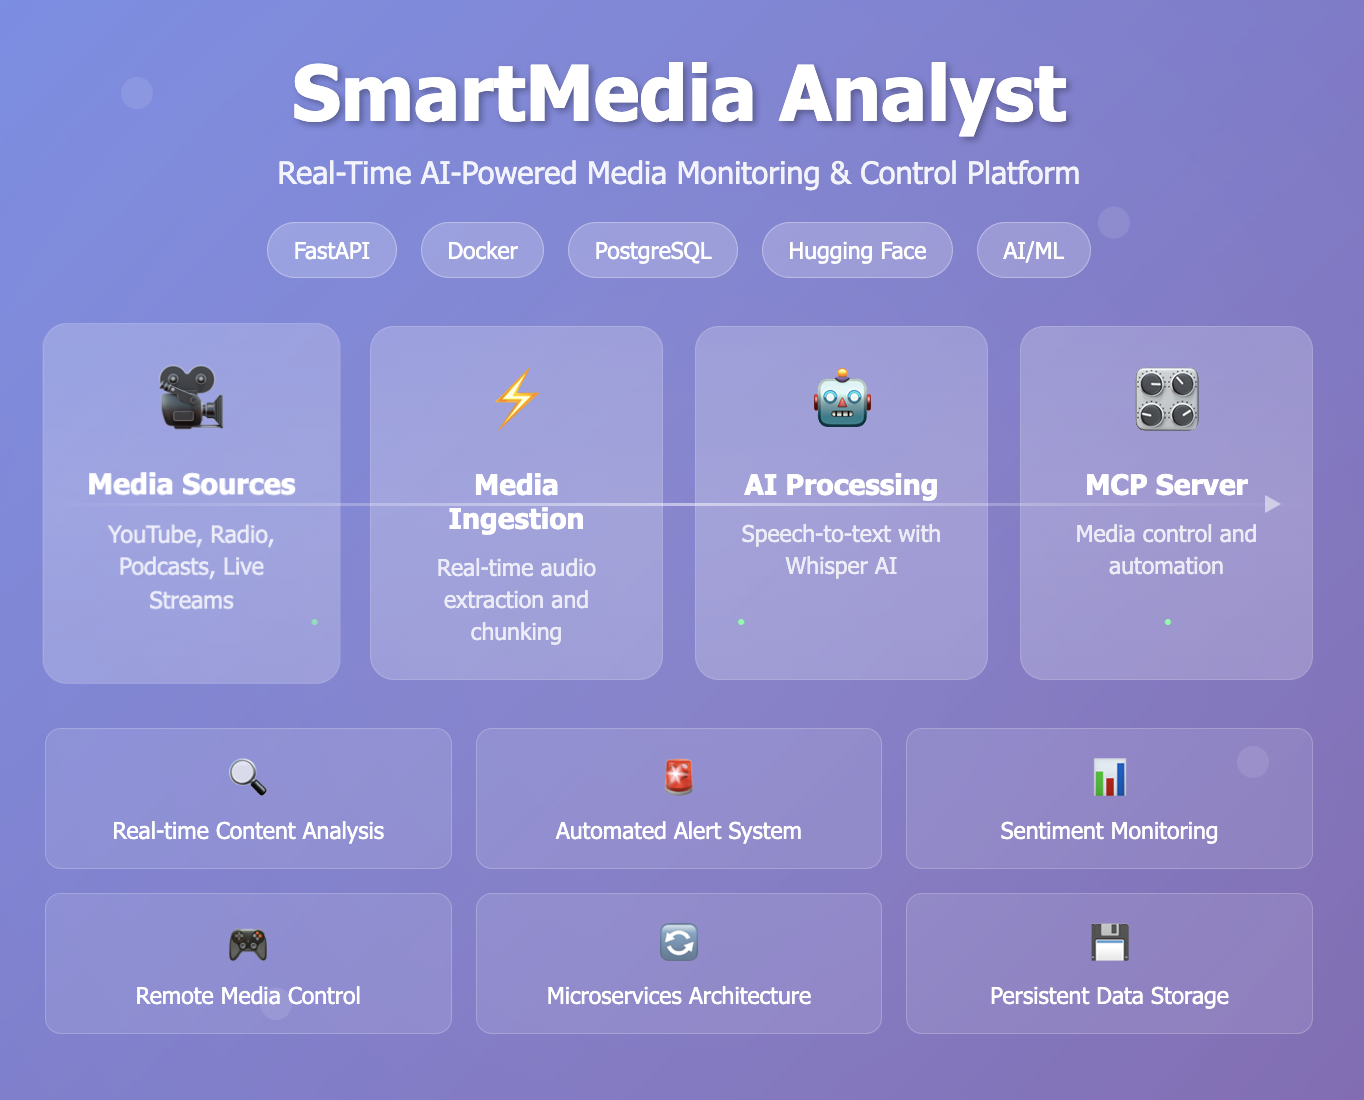 SmartMedia Analyst
Real-Time AI-Powered Media Monitoring & Control Platform
FastAPI
Docker
PostgreSQL
Hugging Face
AI/ML
Media Sources
YouTube, Radio,
Podcasts, Live
Streams
Media
Ingestion
Real-time audio
extraction and
chunking
AI Processing
Speech-to-text with
Whisper AI
MCP Server
Media control and
automation
Real-time Content Analysis
Automated Alert System
Sentiment Monitoring
Remote Media Control
Microservices Architecture
Persistent Data Storage